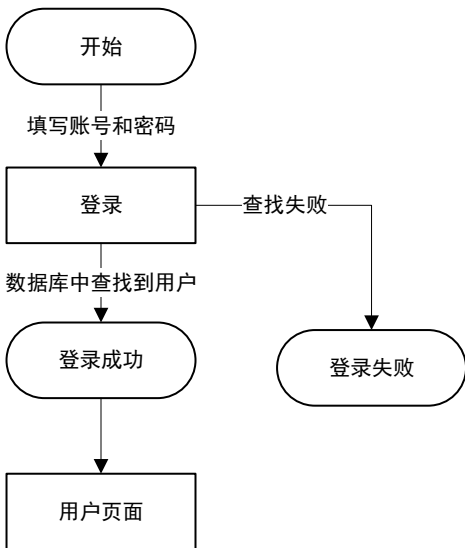 开始
填写账号和密码
登录
查找失败
数据库中查找到用户
登录成功
登录失败
用户页面